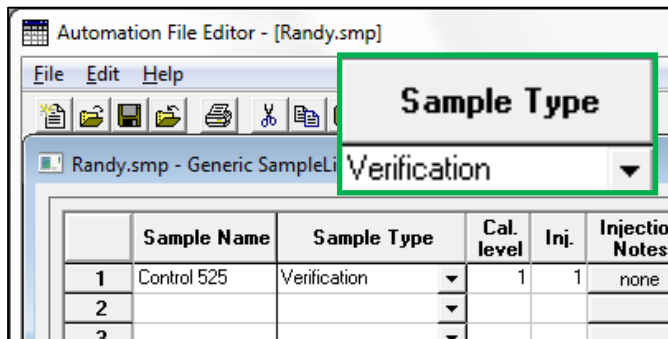 Automation File Editor - [Randy.smp]
File Edit Help
Sample Type
Verification
Randy.smp - Generic SampleLi
Sample Name Sample Type Cal. level Inj. Injectio Notes
1 Control 525 Verification 1 1 none
2
3